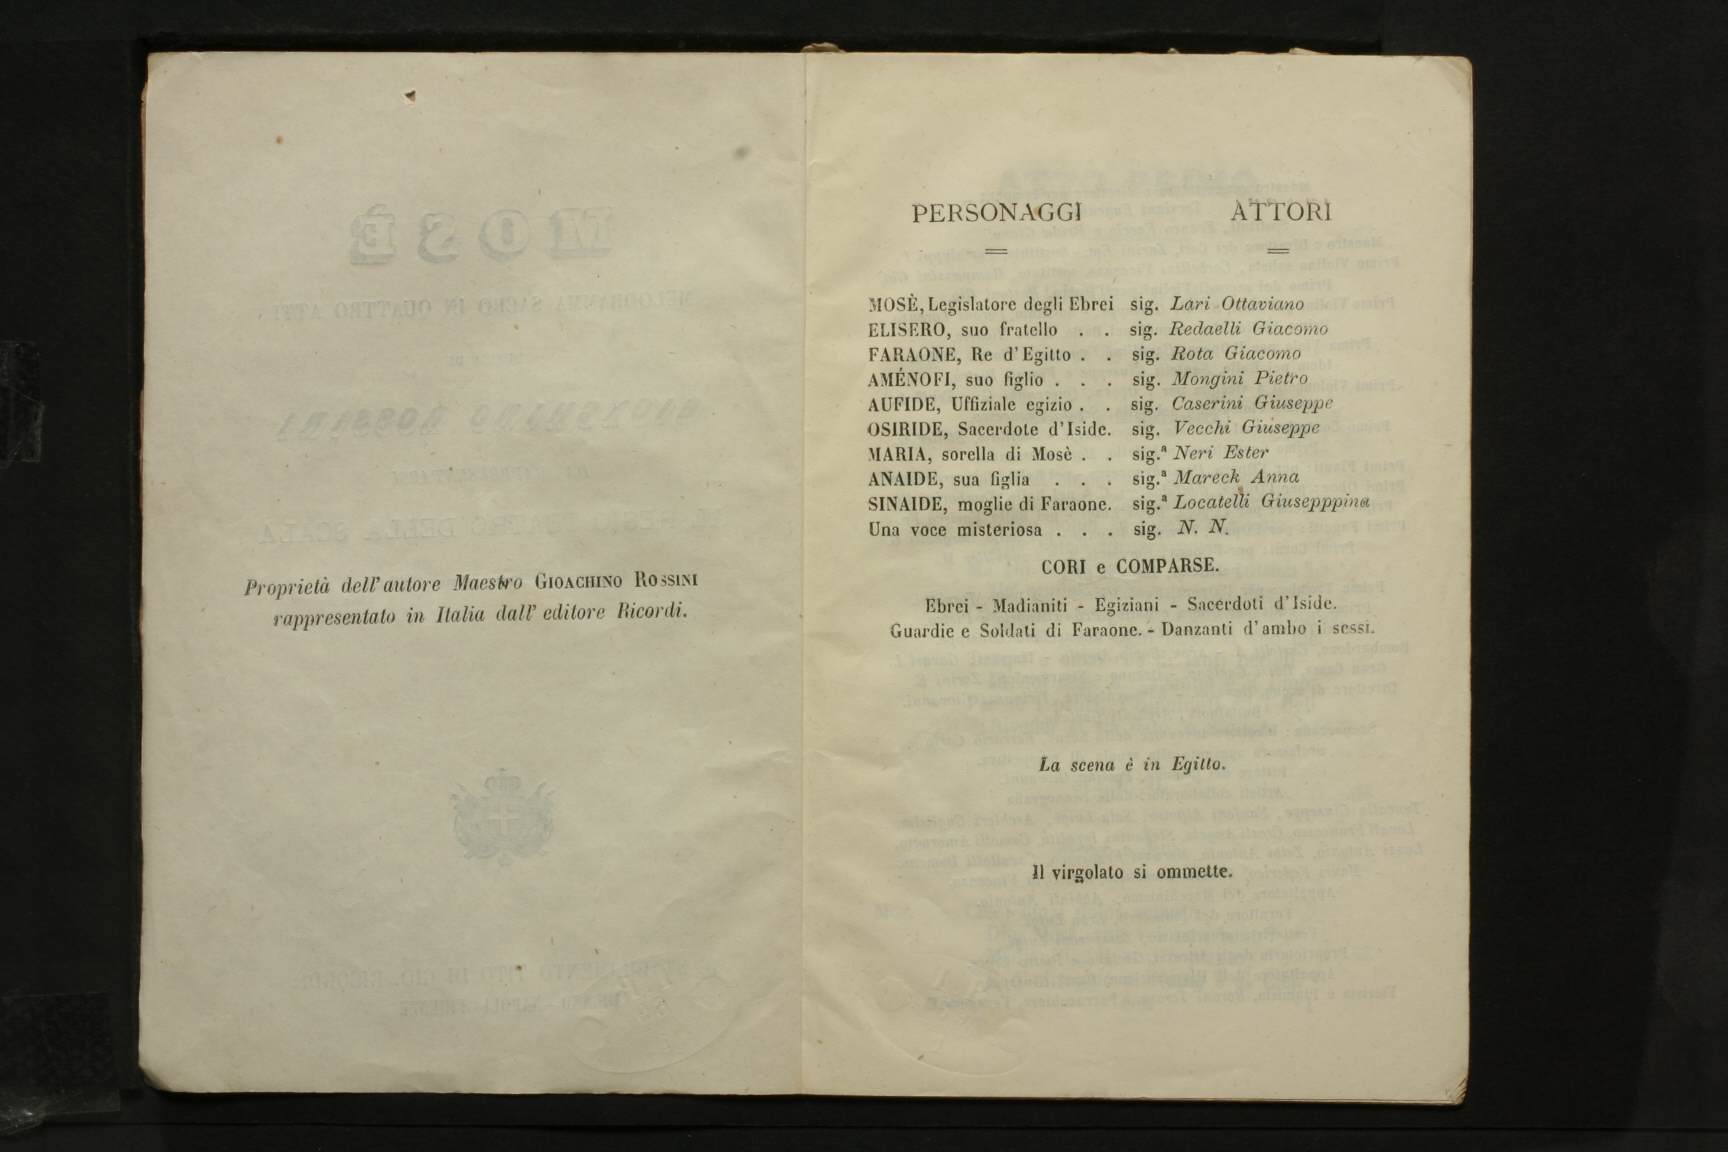 Proprietà dell'autore Maestro GIOACHINO ROSSINI
rappresentato in Italia dall' editore Ricordi.
PERSONAGGI ATTORI
MOSÈ, Legislatore degli Ebrei sig. Lari Ottaviano
ELISERO, suo fratello . . sig. Redaelli Giacomo
FARAONE, Re d'Egitto . . sig. Rota Giacomo
AMÉNOFI, suo figlio . . . sig. Mongini Pietro
AUFIDE, Uffiziale egizio . . sig. Caserini Giuseppe
OSIRIDE, Sacerdote d'Iside. sig. Vecchi Giuseppe
MARIA, sorella di Mosè . . sig.ª Neri Ester
ANAIDE, sua figlia . . . sig.ª Mareck Anna
SINAIDE, moglie di Faraone. sig.ª Locatelli Giusepppina
Una voce misteriosa . . . sig. N. N.
CORI e COMPARSE.
Ebrei - Madianiti - Egiziani - Sacerdoti d'Iside.
Guardie e Soldati di Faraone. - Danzanti d'ambo i sessi.
La scena è in Egitto.
Il virgolato si ommette.